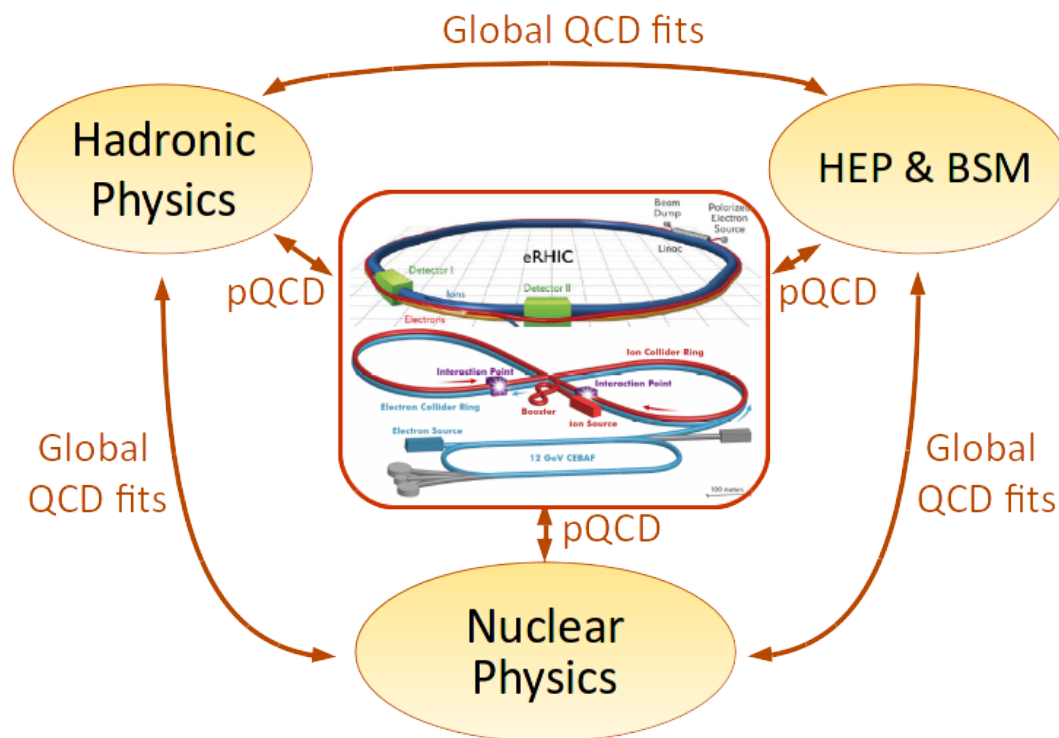 Global QCD fits
Hadronic
Physics
HEP & BSM
Beam
Dump
Polarized
Electron
Source
Linac
eRHIC
Detector I
Detector II
Ions
Electrons
pQCD
pQCD
Ion Collider Ring
Interaction Point
Interaction Point
Electron Collider Ring
Booster
Ion Source
Electron Source
12 GeV CEBAF
100 meters
Global
QCD fits
Global
QCD fits
pQCD
Nuclear
Physics